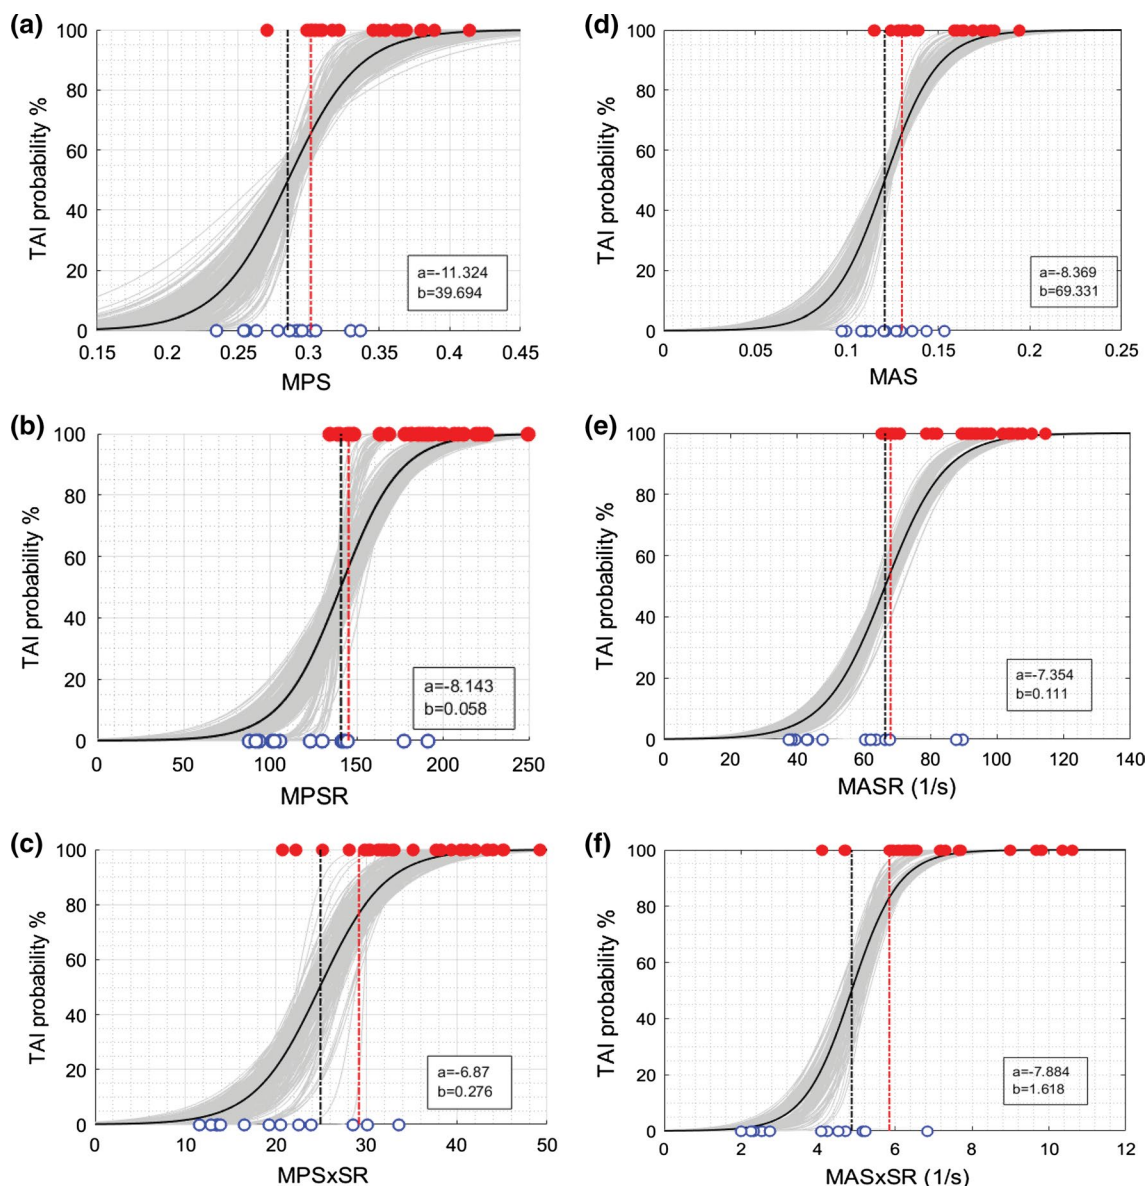 (a)
TAI probability %
100
80
60
40
20
0
a=-11.324
b=39.694
0.15 0.2 0.25 0.3 0.35 0.4 0.45
MPS
(d)
TAI probability %
100
80
60
40
20
0
a=-8.369
b=69.331
0 0.05 0.1 0.15 0.2 0.25
MAS
(b)
TAI probability %
100
80
60
40
20
0
a=-8.143
b=0.058
0 50 100 150 200 250
MPSR
(e)
TAI probability %
100
80
60
40
20
0
a=-7.354
b=0.111
0 20 40 60 80 100 120 140
MASR (1/s)
(c)
TAI probability %
100
80
60
40
20
0
a=-6.87
b=0.276
0 10 20 30 40 50
MPSxSR
(f)
TAI probability %
100
80
60
40
20
0
a=-7.884
b=1.618
0 2 4 6 8 10 12
MASxSR (1/s)